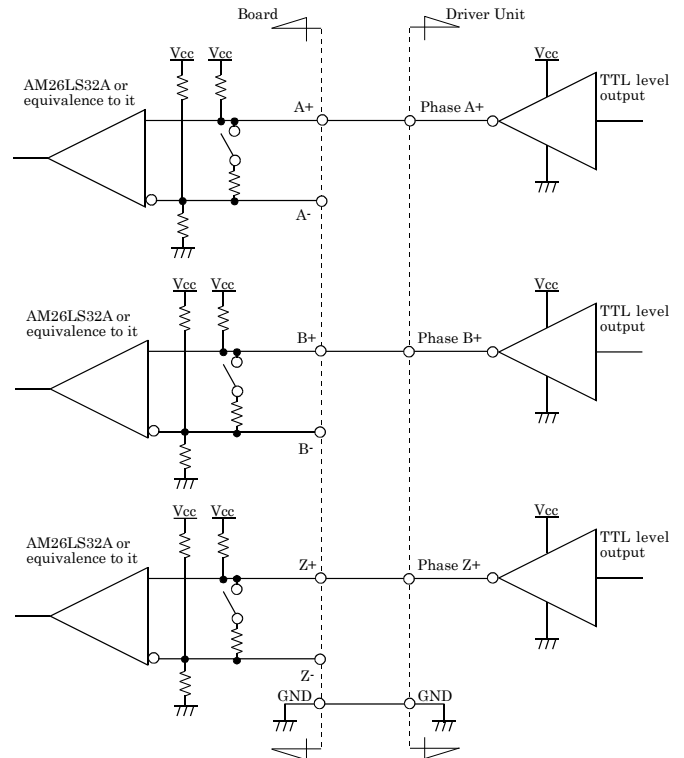 Board
Driver Unit
Vcc
Vcc
Vcc
AM26LS32A or
equivalence to it
A+
Phase A+
TTL level
output
A-
Vcc
Vcc
Vcc
AM26LS32A or
equivalence to it
B+
Phase B+
TTL level
output
B-
Vcc
Vcc
Vcc
AM26LS32A or
equivalence to it
Z+
Phase Z+
TTL level
output
Z-
GND
GND